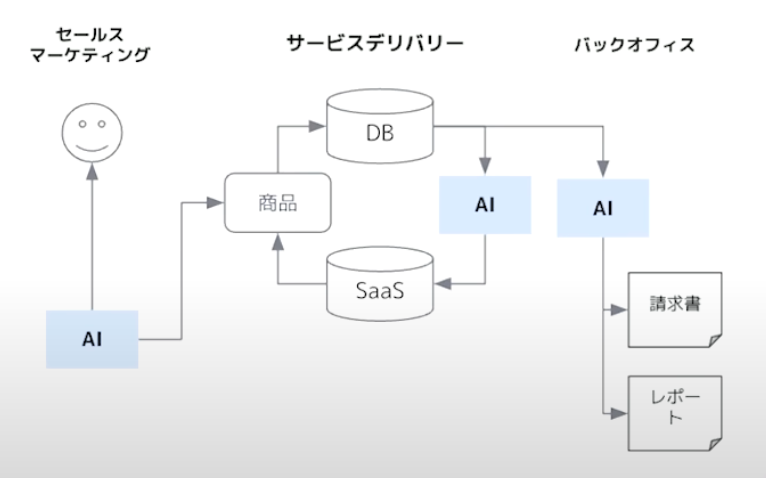 セールス
マーケティング
サービスデリバリー
バックオフィス
DB
商品
AI
AI
SaaS
AI
請求書
レポー
ト